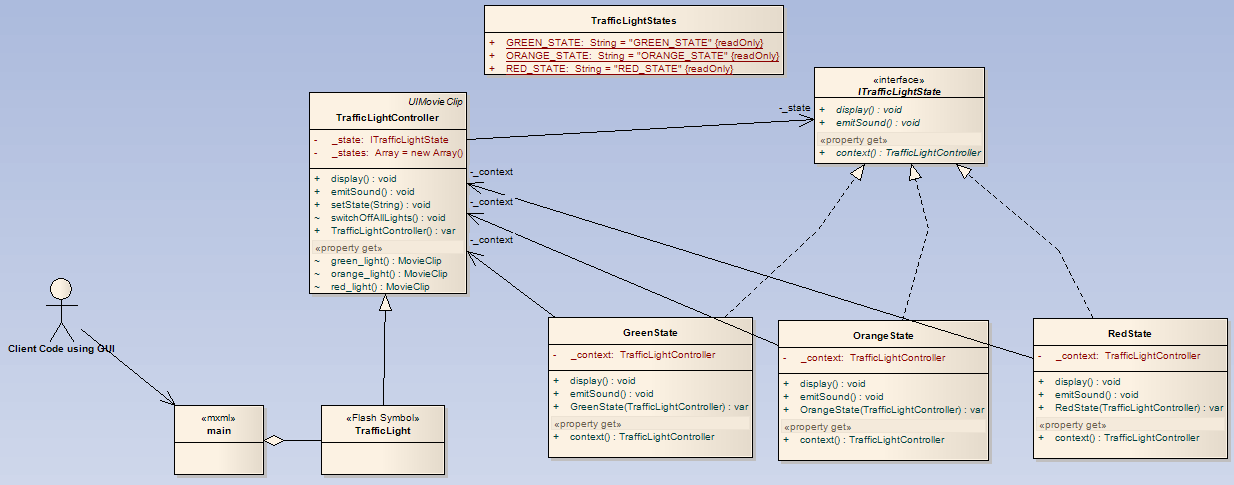 TrafficLightStates
+ GREEN_STATE: String = "GREEN_STATE" {readOnly}
+ ORANGE_STATE: String = "ORANGE_STATE" {readOnly}
+ RED_STATE: String = "RED_STATE" {readOnly}
«interface»
ITrafficLightState
+ display() : void
+ emitSound() : void
«property get»
+ context() : TrafficLightController
-_state
UIMovieClip
TrafficLightController
- _state: ITrafficLightState
- _states: Array = new Array()
+ display() : void
+ emitSound() : void
+ setState(String) : void
~ switchOffAllLights() : void
+ TrafficLightController() : var
«property get»
~ green_light() : MovieClip
~ orange_light() : MovieClip
~ red_light() : MovieClip
-_context
-_context
-_context
Client Code using GUI
«mxml»
main
«Flash Symbol»
TrafficLight
GreenState
- _context: TrafficLightController
+ display() : void
+ emitSound() : void
+ GreenState(TrafficLightController) : var
«property get»
+ context() : TrafficLightController
OrangeState
- _context: TrafficLightController
+ display() : void
+ emitSound() : void
+ OrangeState(TrafficLightController) : var
«property get»
+ context() : TrafficLightController
RedState
- _context: TrafficLightController
+ display() : void
+ emitSound() : void
+ RedState(TrafficLightController) : var
«property get»
+ context() : TrafficLightController